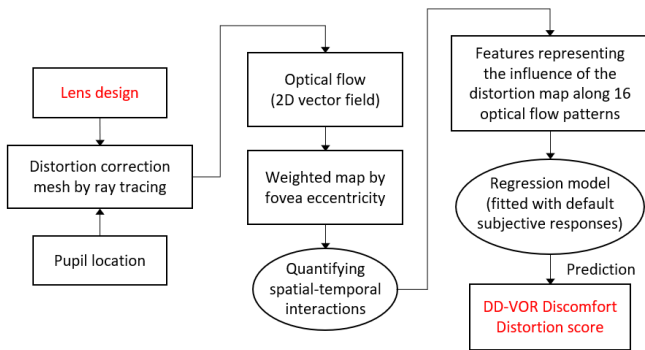 Lens design
Distortion correction
mesh by ray tracing
Pupil location
Optical flow
(2D vector field)
Weighted map by
fovea eccentricity
Quantifying
spatial-temporal
interactions
Features representing
the influence of the
distortion map along 16
optical flow patterns
Regression model
(fitted with default
subjective responses)
Prediction
DD-VOR Discomfort
Distortion score